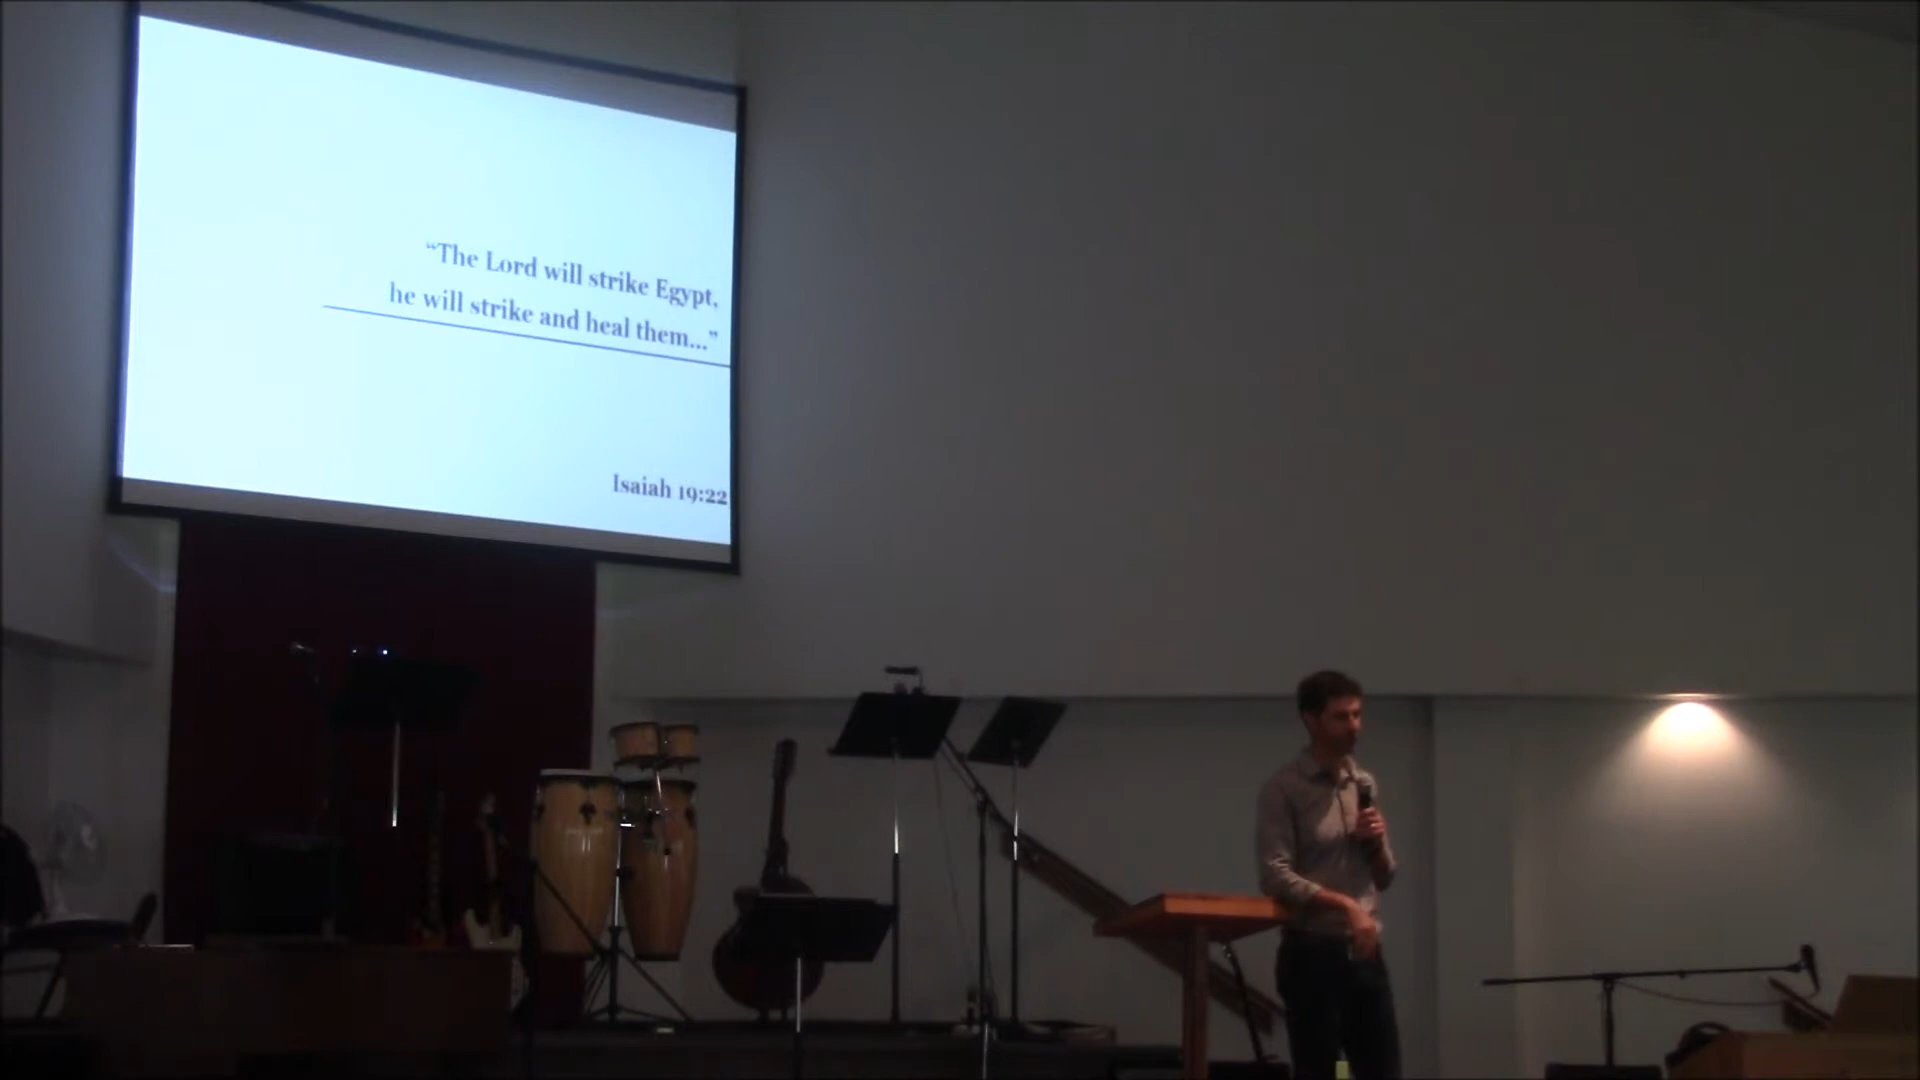 “The Lord will strike Egypt,
he will strike and heal them...”
Isaiah 19:22